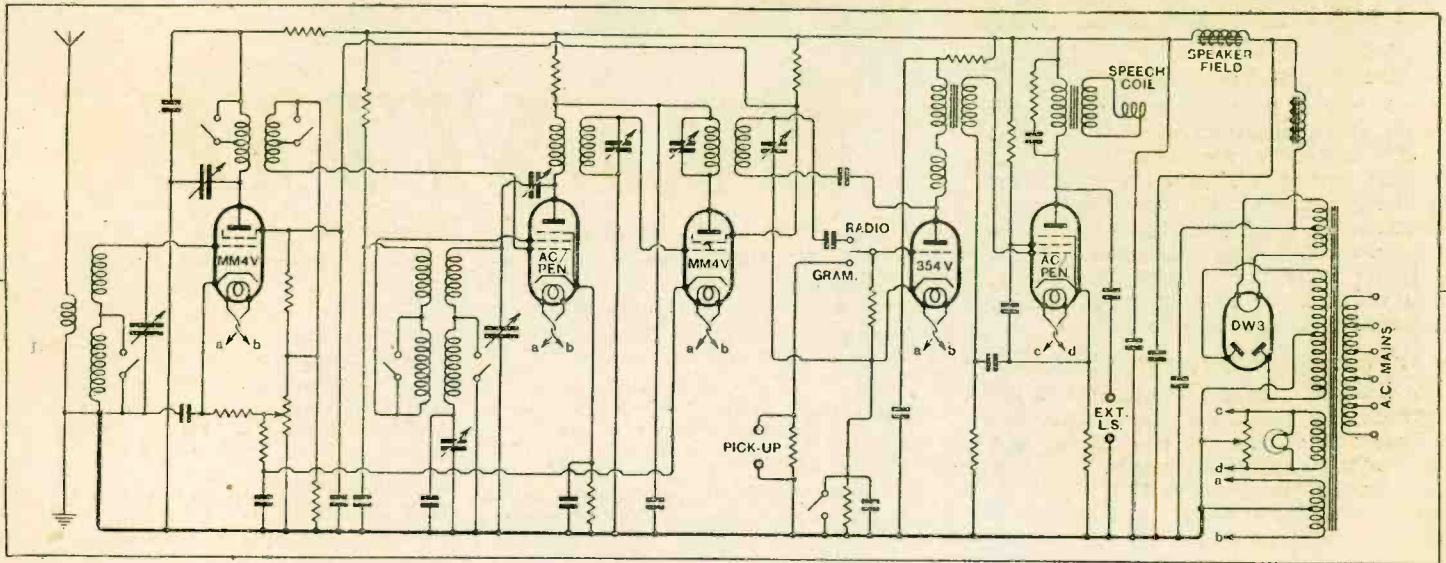 SPEAKER
FIELD
SPEECH
COIL
MM4V
AC/
PEN
MM4V
RADIO
GRAM.
354 V
AC/
PEN
DW3
A.C. MAINS
a b
a b
a b
a b
c d
PICK-UP
EXT.
L.S.
c
d
a
b